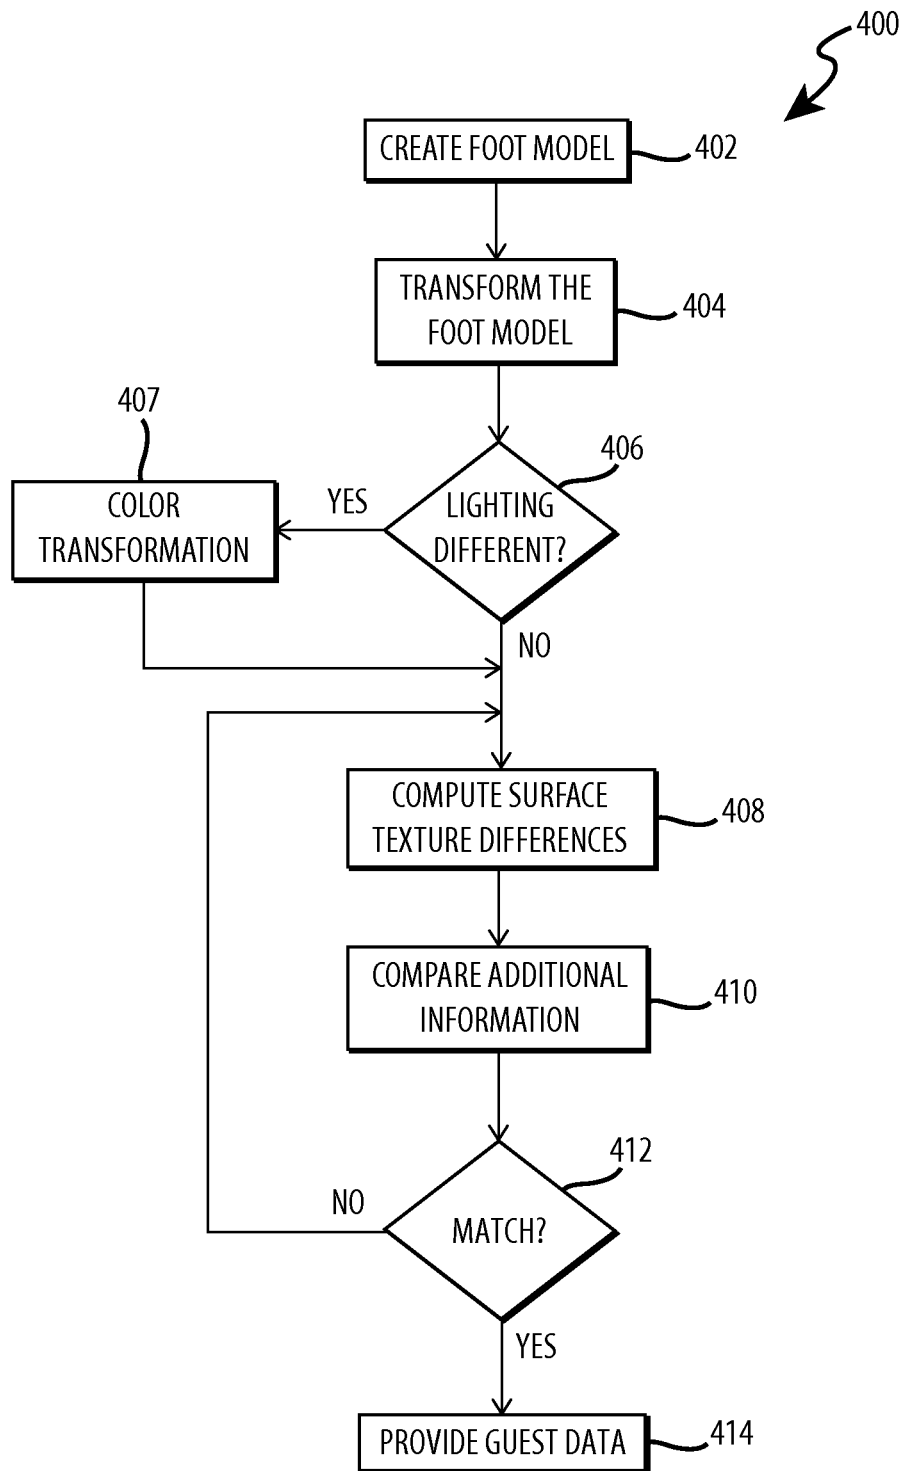 400
CREATE FOOT MODEL
402
TRANSFORM THE
FOOT MODEL
404
407
406
COLOR
TRANSFORMATION
YES
LIGHTING
DIFFERENT?
NO
COMPUTE SURFACE
TEXTURE DIFFERENCES
408
COMPARE ADDITIONAL
INFORMATION
410
412
NO
MATCH?
YES
PROVIDE GUEST DATA
414